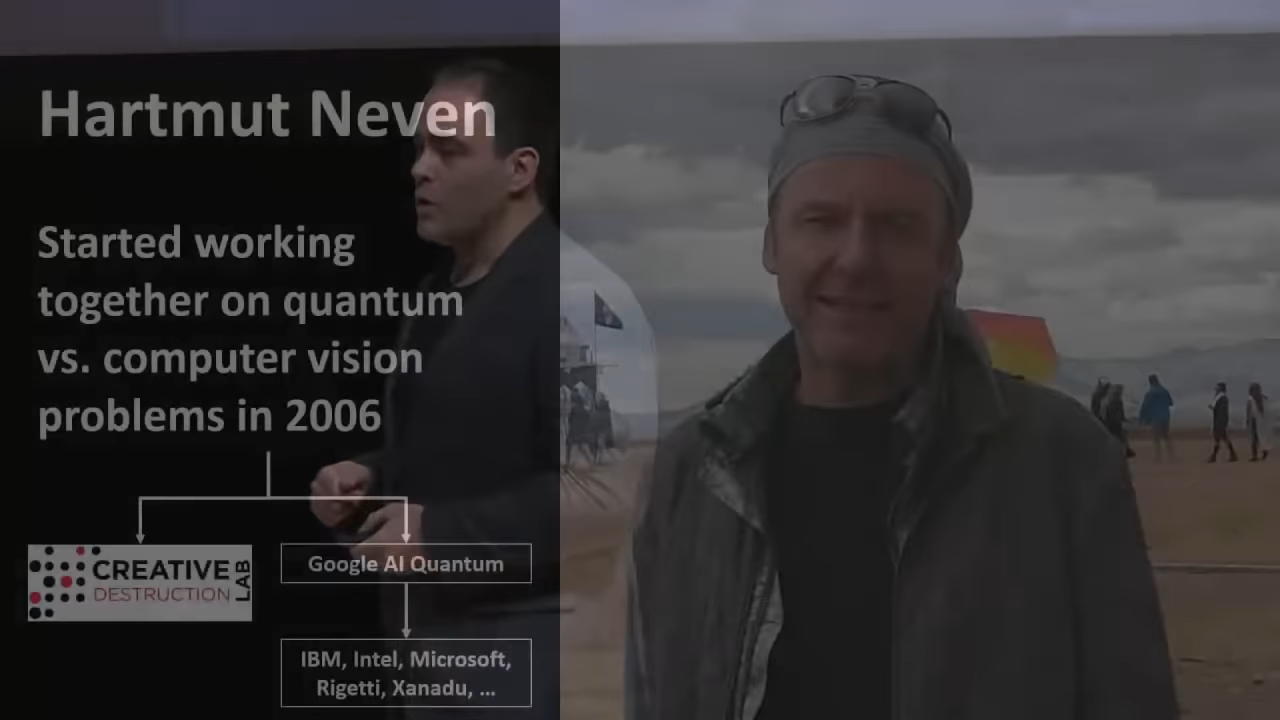 Hartmut Neven
Started working
together on quantum
vs. computer vision
problems in 2006
CREATIVE
DESTRUCTION
LAB
Google AI Quantum
IBM, Intel, Microsoft,
Rigetti, Xanadu, ...